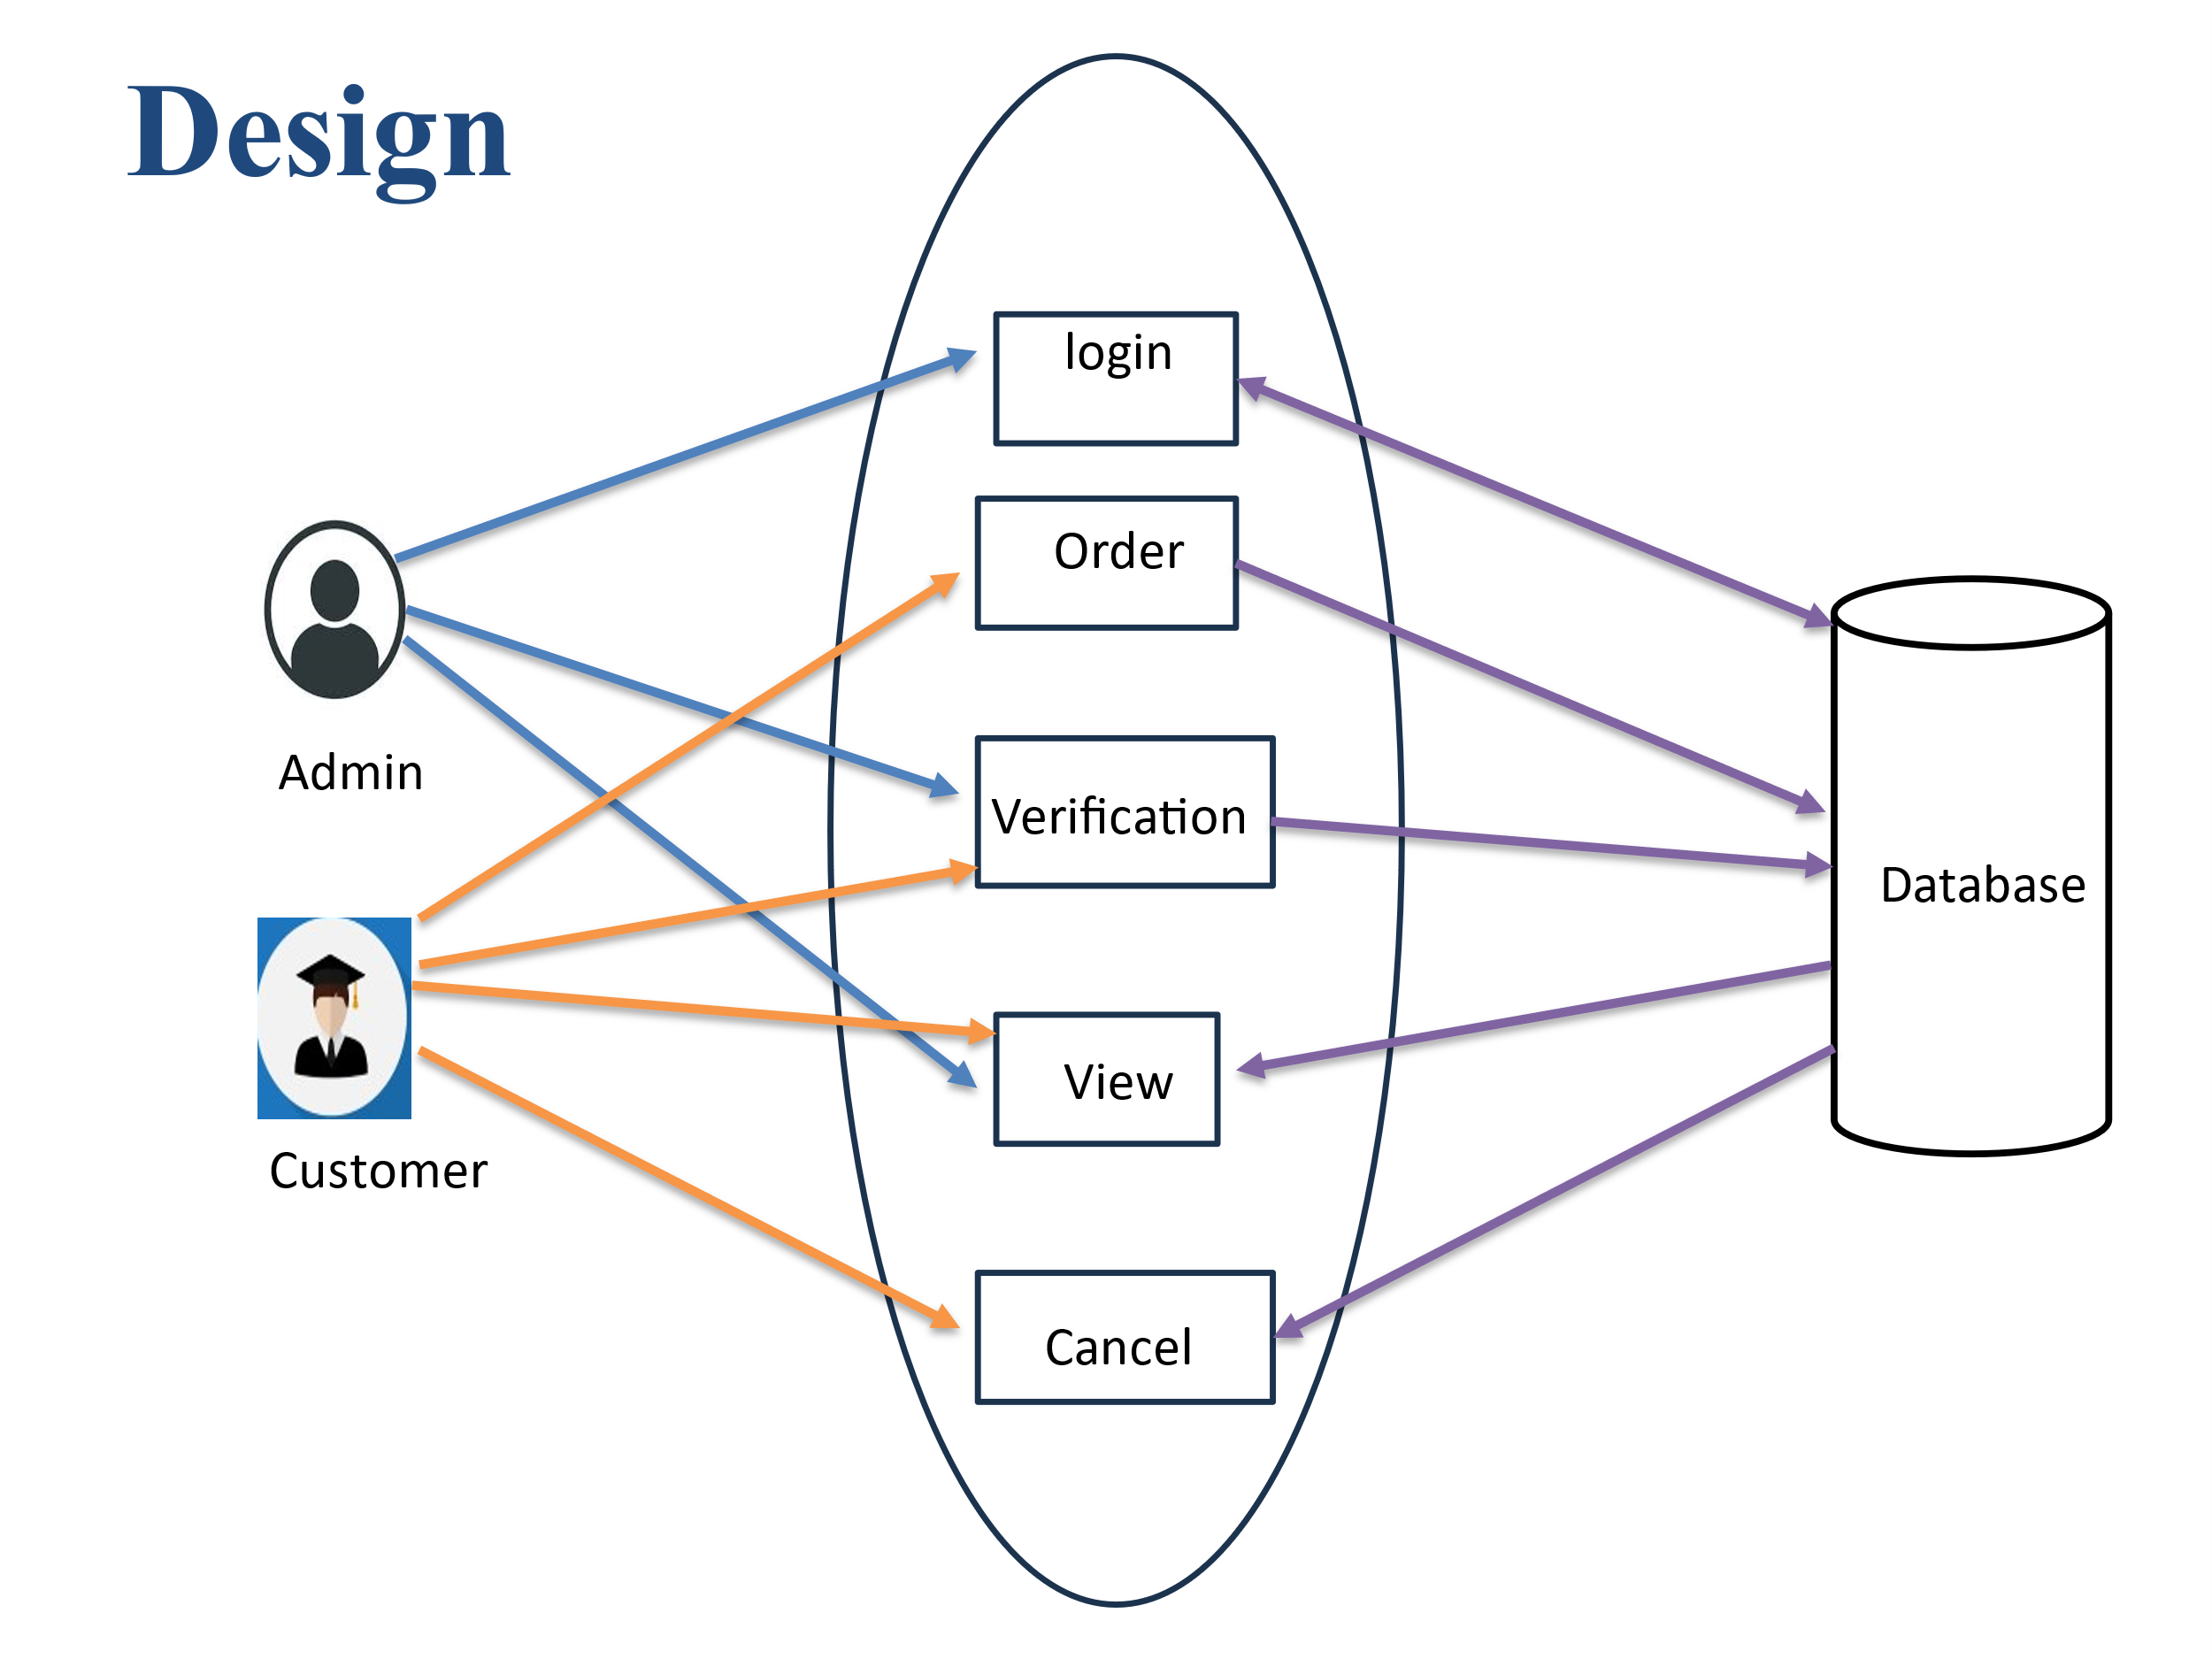 Design
login
Order
Admin
Verification
Database
View
Customer
Cancel